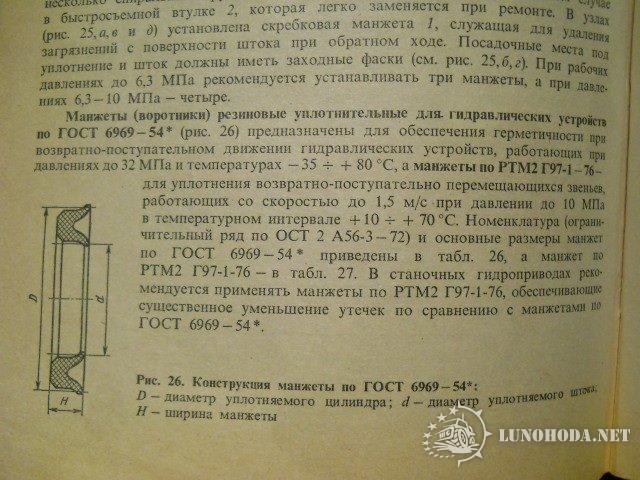 в быстросъемной втулке 2, которая легко заменяется при ремонте. В узлах
(рис. 25, а, в и д) установлена скребковая манжета 1, служащая для удаления
загрязнений с поверхности штока при обратном ходе. Посадочные места под
уплотнение и шток должны иметь заходные фаски (см. рис. 25, б, г). При рабочих
давлениях до 6,3 МПа рекомендуется устанавливать три манжеты, а при давле-
ниях 6,3–10 МПа – четыре.
Манжеты (воротники) резиновые уплотнительные для гидравлических устройств
по ГОСТ 6969–54* (рис. 26) предназначены для обеспечения герметичности при
возвратно-поступательном движении гидравлических устройств, работающих при
давлениях до 32 МПа и температурах −35 ÷ +80 °С, а манжеты по РТМ2 Г97-1-76 –
для уплотнения возвратно-поступательно перемещающихся звеньев,
работающих со скоростью до 1,5 м/с при давлении до 10 МПа
в температурном интервале +10 ÷ +70 °С. Номенклатура (ограни-
чительный ряд по ОСТ 2 А56-3–72) и основные размеры манжет
по ГОСТ 6969–54* приведены в табл. 26, а манжет по
РТМ2 Г97-1-76 – в табл. 27. В станочных гидроприводах реко-
мендуется применять манжеты по РТМ2 Г97-1-76, обеспечивающие
существенное уменьшение утечек по сравнению с манжетами по
ГОСТ 6969–54*.
D
d
H
Рис. 26. Конструкция манжеты по ГОСТ 6969–54*:
D – диаметр уплотняемого цилиндра; d – диаметр уплотняемого штока;
H – ширина манжеты
LUNOHODA.NET